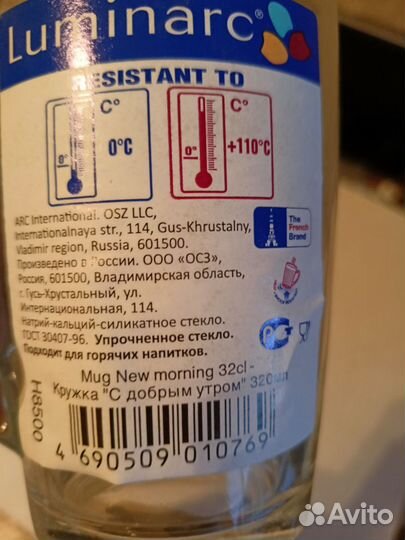 Luminarc®
RESISTANT TO
C° C°
0° 0°C 0° +110°C
ARC International. OSZ LLC,
Internationalnaya str., 114, Gus-Khrustalny,
Vladimir region, Russia, 601500.
Произведено в России. ООО «ОСЗ»,
Россия, 601500, Владимирская область,
г. Гусь-Хрустальный, ул.
Интернациональная, 114.
Натрий-кальций-силикатное стекло.
ГОСТ 30407-96. Упрочненное стекло.
Подходит для горячих напитков.
The
French
Brand
Mug New morning 32cl -
Кружка "С добрым утром" 320мл
H8500
4 690509 010769
Avito